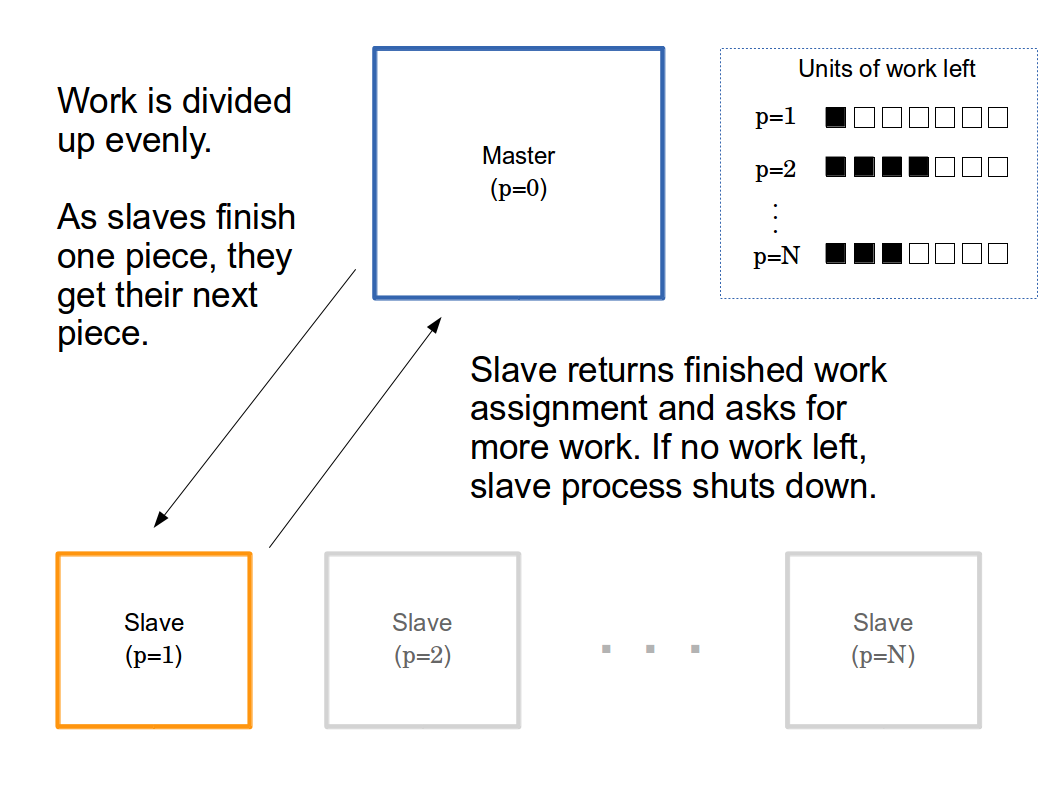 Work is divided
up evenly.
As slaves finish
one piece, they
get their next
piece.
Master
(p=0)
Units of work left
p=1
p=2
p=N
Slave returns finished work
assignment and asks for
more work. If no work left,
slave process shuts down.
Slave
(p=1)
Slave
(p=2)
. . .
Slave
(p=N)